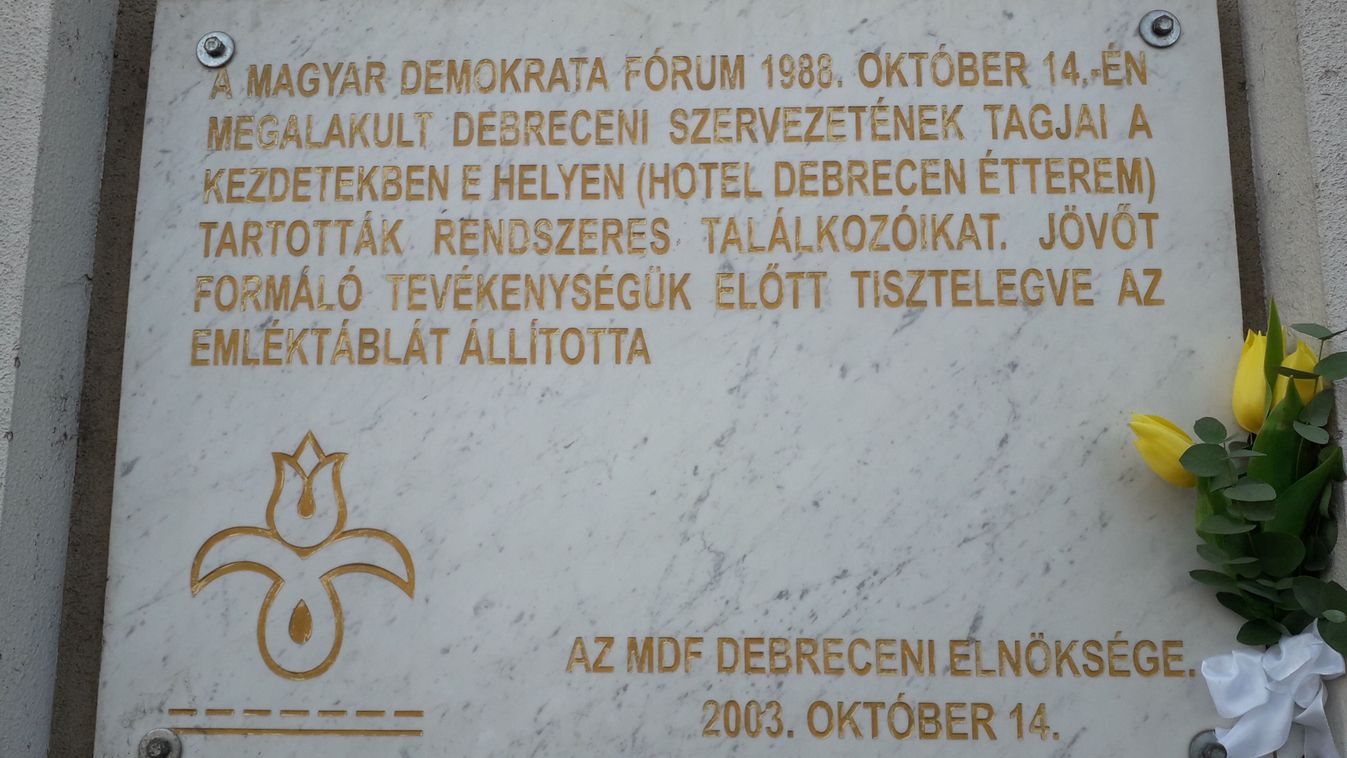 A MAGYAR DEMOKRATA FÓRUM 1988. OKTÓBER 14.-ÉN
MEGALAKULT DEBRECENI SZERVEZETÉNEK TAGJAI A
KEZDETEKBEN E HELYEN (HOTEL DEBRECEN ÉTTEREM)
TARTOTTÁK RENDSZERES TALÁLKOZÓIKAT. JÖVŐT
FORMÁLÓ TEVÉKENYSÉGÜK ELŐTT TISZTELEGVE AZ
EMLÉKTÁBLÁT ÁLLÍTOTTA
AZ MDF DEBRECENI ELNÖKSÉGE.
2003. OKTÓBER 14.